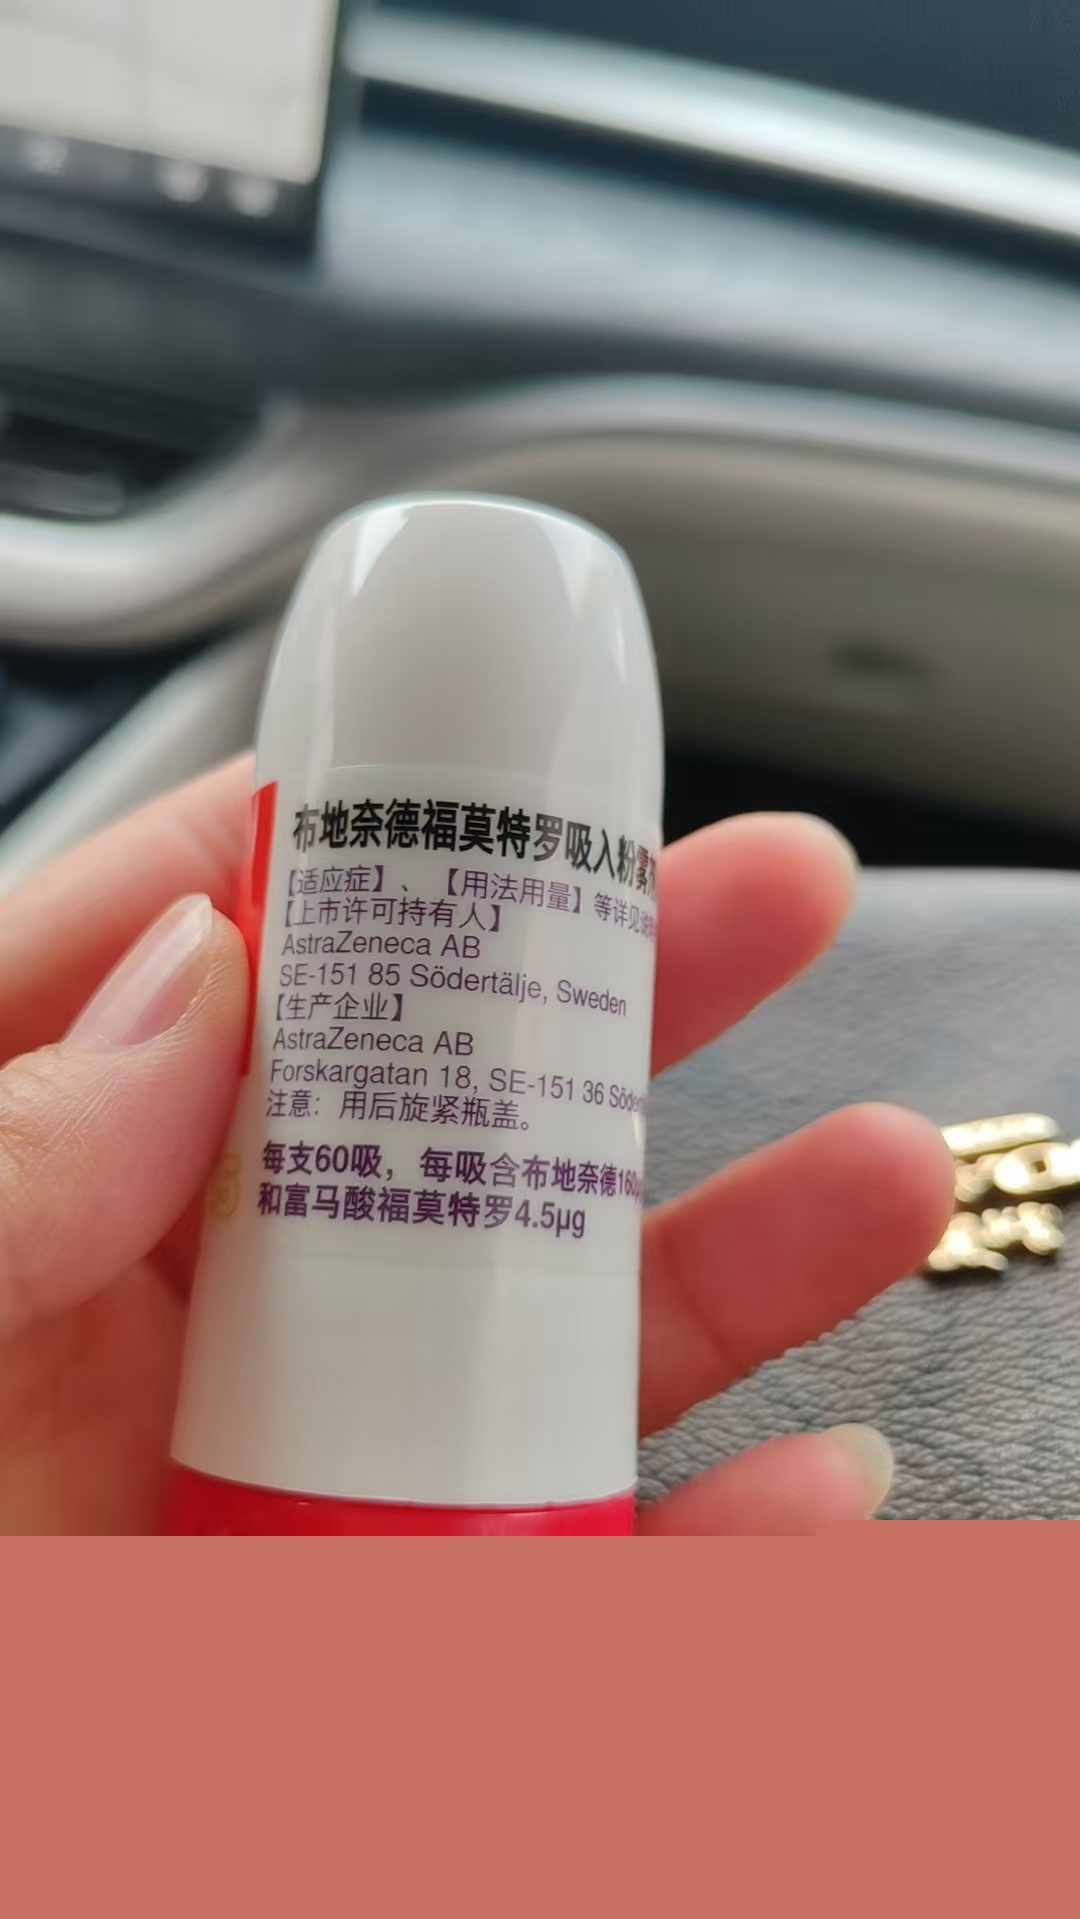 布地奈德福莫特罗吸入粉雾
【适应症】、【用法用量】等详见
【上市许可持有人】
AstraZeneca AB
SE-151 85 Södertälje, Sweden
【生产企业】
AstraZeneca AB
Forskargatan 18, SE-151 36
注意：用后旋紧瓶盖。
每支60吸，每吸含布地奈德160
和富马酸福莫特罗4.5μg